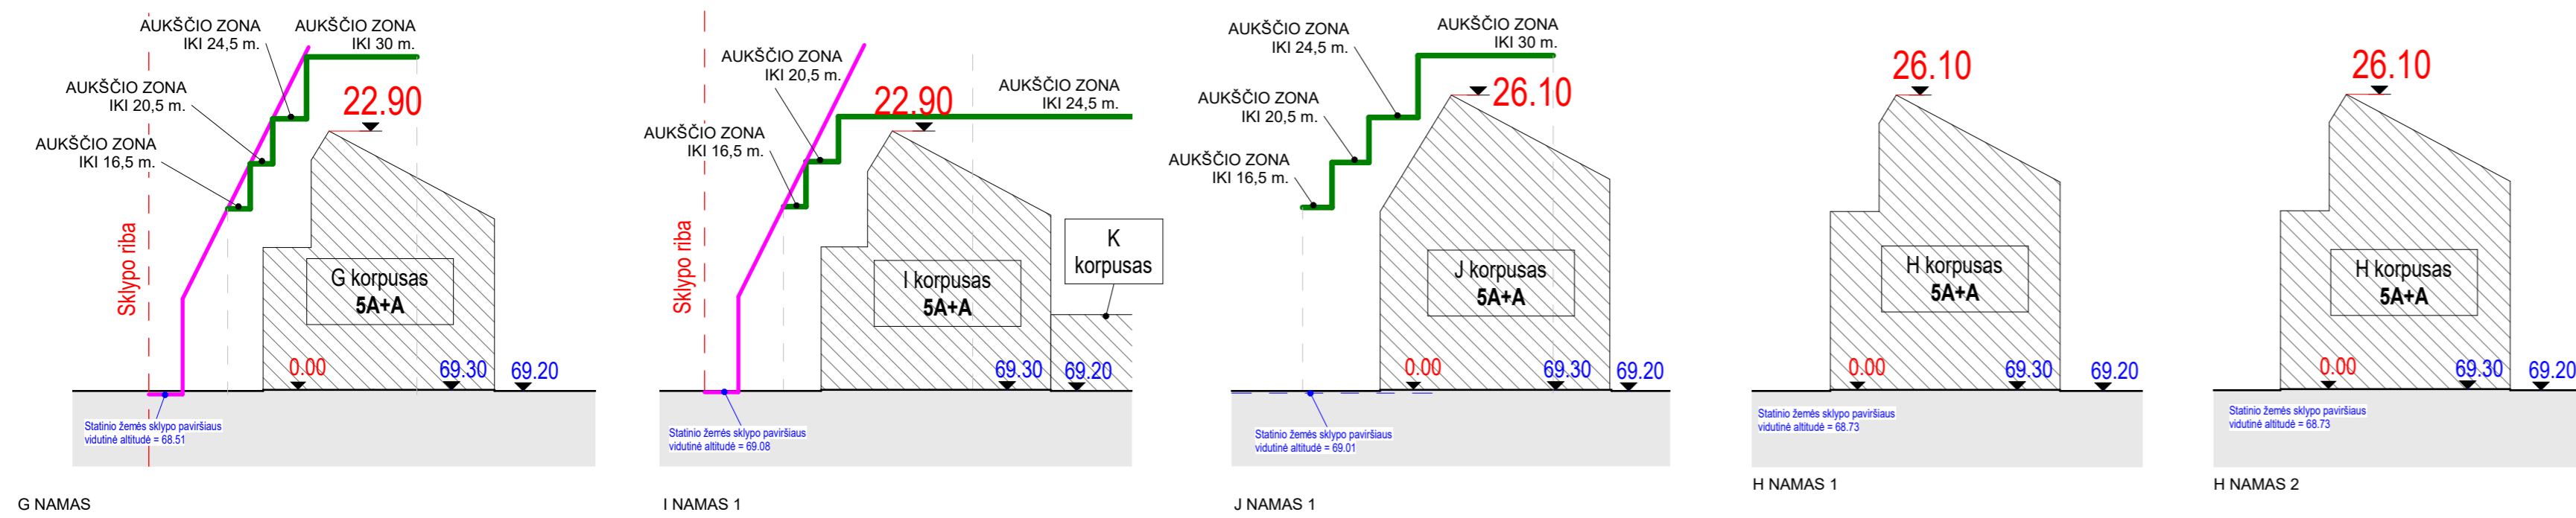 AUKŠČIO ZONA
IKI 24,5 m.
AUKŠČIO ZONA
IKI 30 m.
AUKŠČIO ZONA
IKI 20,5 m.
22.90
AUKŠČIO ZONA
IKI 16,5 m.
Sklypo riba
G korpusas
5A+A
0.00
69.30
69.20
Statinio žemės sklypo paviršiaus
vidutinė altitudė = 68.51
G NAMAS
AUKŠČIO ZONA
IKI 20,5 m.
AUKŠČIO ZONA
IKI 24,5 m.
22.90
AUKŠČIO ZONA
IKI 16,5 m.
Sklypo riba
K
korpusas
I korpusas
5A+A
69.30
69.20
Statinio žemės sklypo paviršiaus
vidutinė altitudė = 69.08
I NAMAS 1
AUKŠČIO ZONA
IKI 24,5 m.
AUKŠČIO ZONA
IKI 30 m.
26.10
AUKŠČIO ZONA
IKI 20,5 m.
AUKŠČIO ZONA
IKI 16,5 m.
J korpusas
5A+A
0.00
69.30
69.20
Statinio žemės sklypo paviršiaus
vidutinė altitudė = 69.01
J NAMAS 1
26.10
H korpusas
5A+A
0.00
69.30
69.20
Statinio žemės sklypo paviršiaus
vidutinė altitudė = 68.73
H NAMAS 1
26.10
H korpusas
5A+A
0.00
69.30
69.20
Statinio žemės sklypo paviršiaus
vidutinė altitudė = 68.73
H NAMAS 2